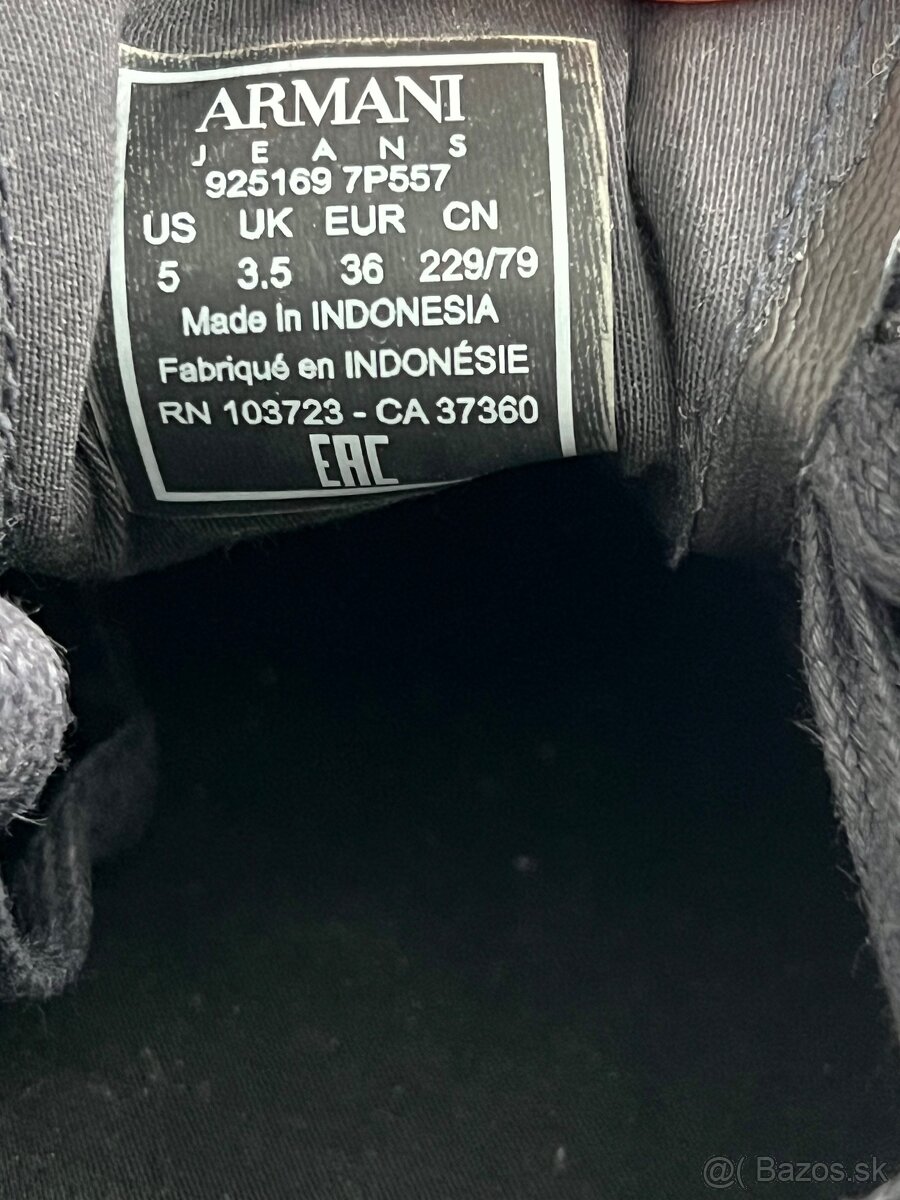 ARMANI
JEANS
925169 7P557
US UK EUR CN
5 3.5 36 229/79
Made in INDONESIA
Fabriqué en INDONÉSIE
RN 103723 - CA 37360
EAC
@( Bazos.sk